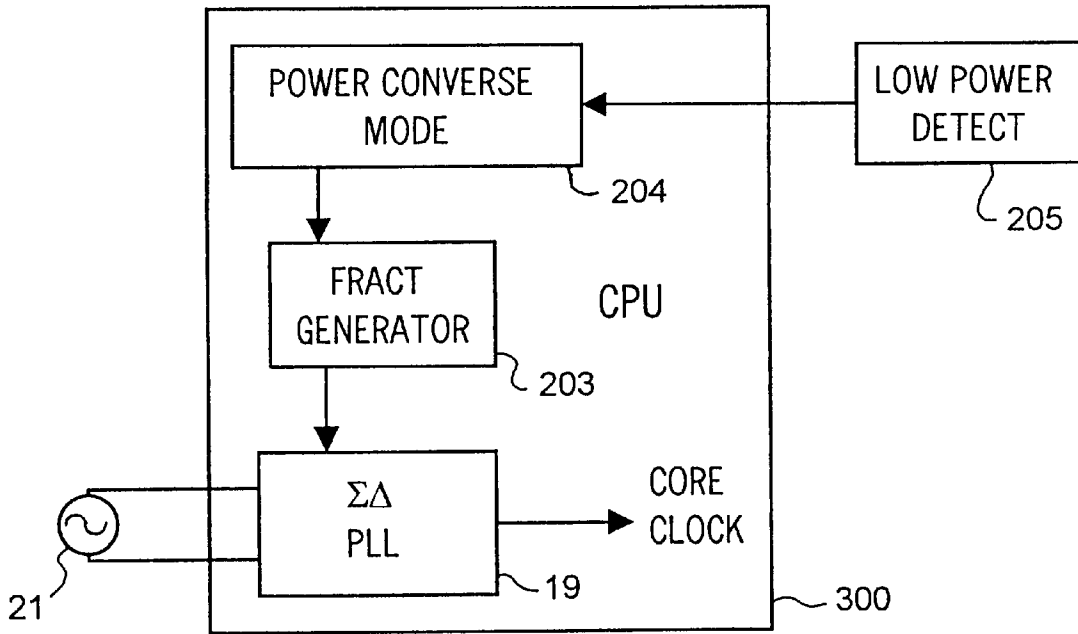 POWER CONVERSE
MODE
204
LOW POWER
DETECT
205
FRACT
GENERATOR
203
CPU
ΣΔ
PLL
19
CORE
CLOCK
21
300